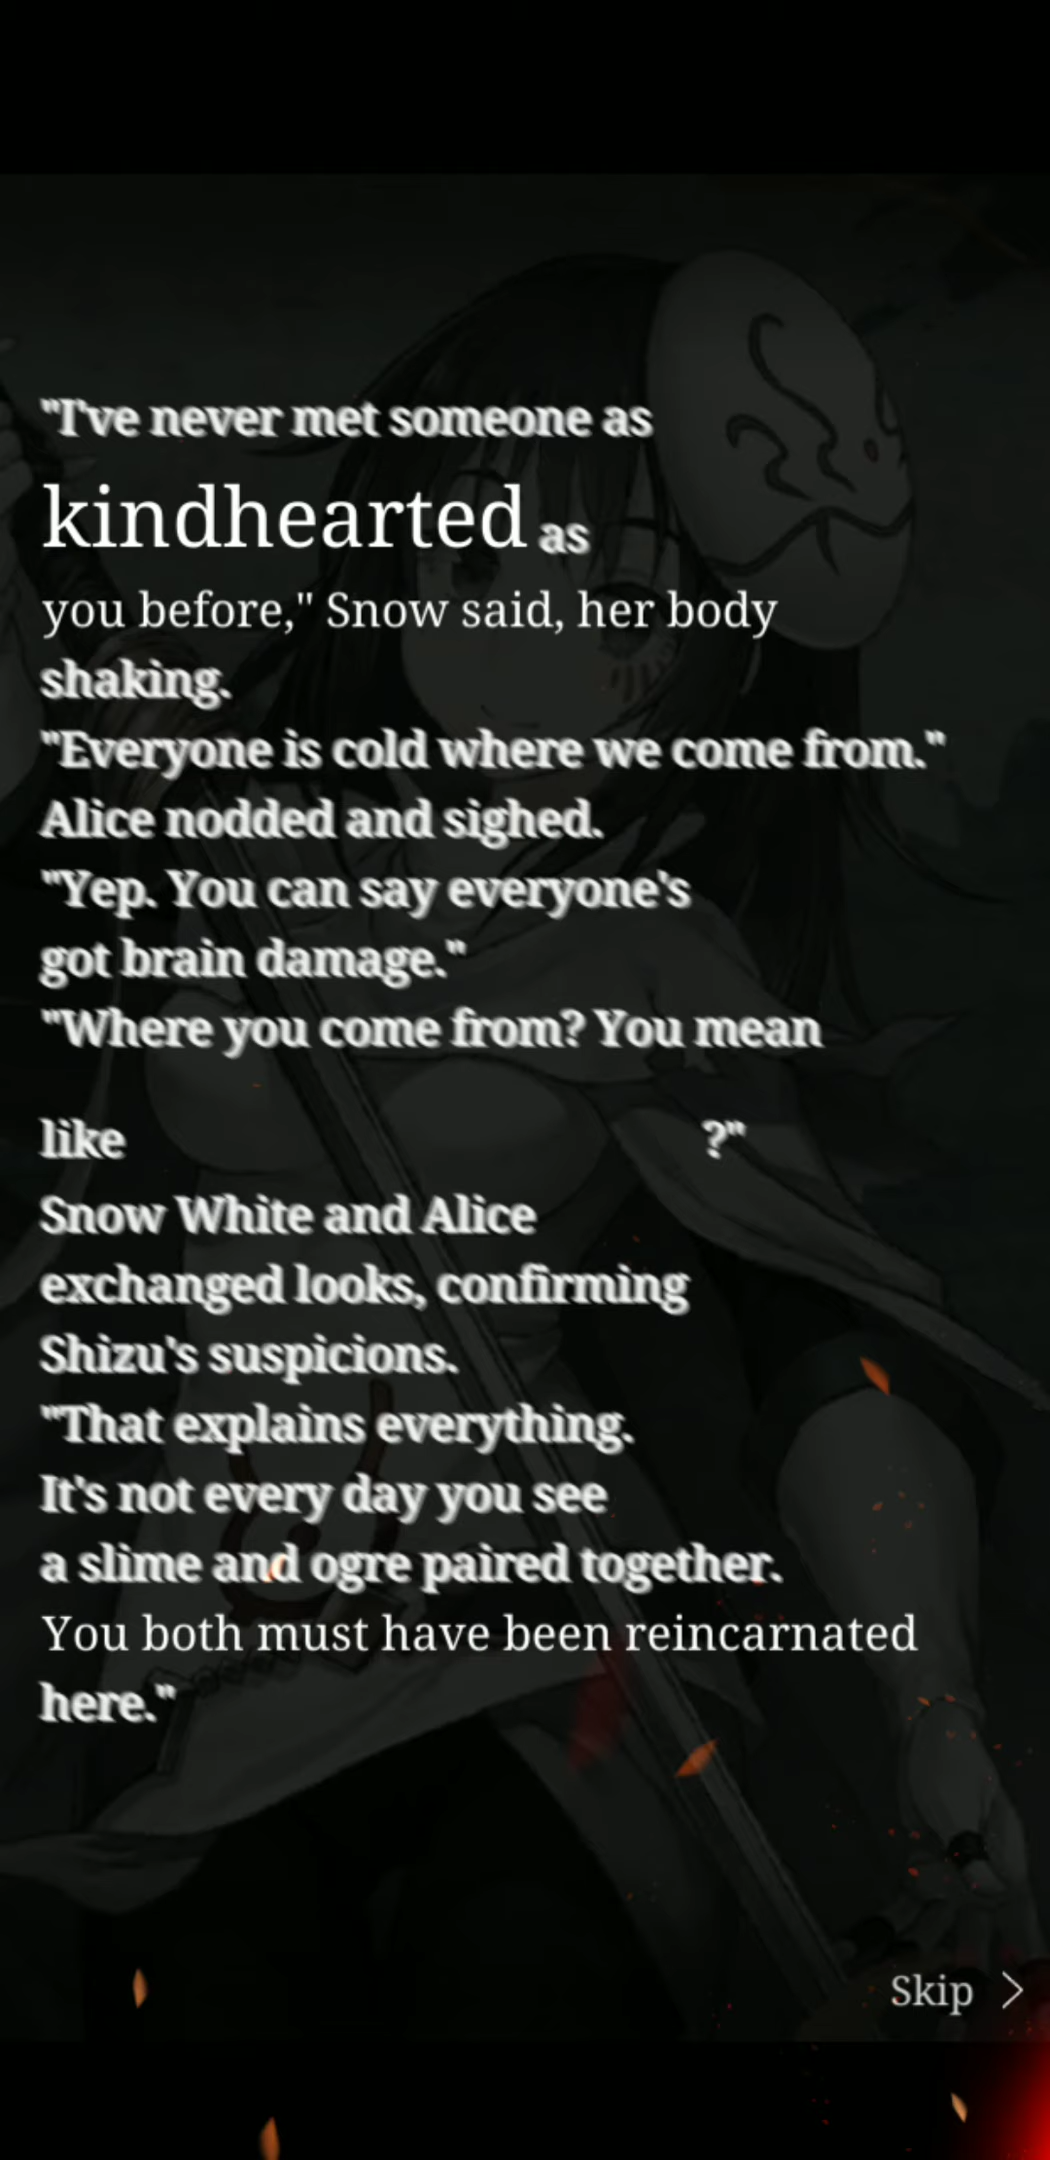 "I've never met someone as
kindhearted as
you before," Snow said, her body
shaking.
"Everyone is cold where we come from."
Alice nodded and sighed.
"Yep. You can say everyone's
got brain damage."
"Where you come from? You mean
like ?"
Snow White and Alice
exchanged looks, confirming
Shizu's suspicions.
"That explains everything.
It's not every day you see
a slime and ogre paired together.
You both must have been reincarnated
here."
Skip >